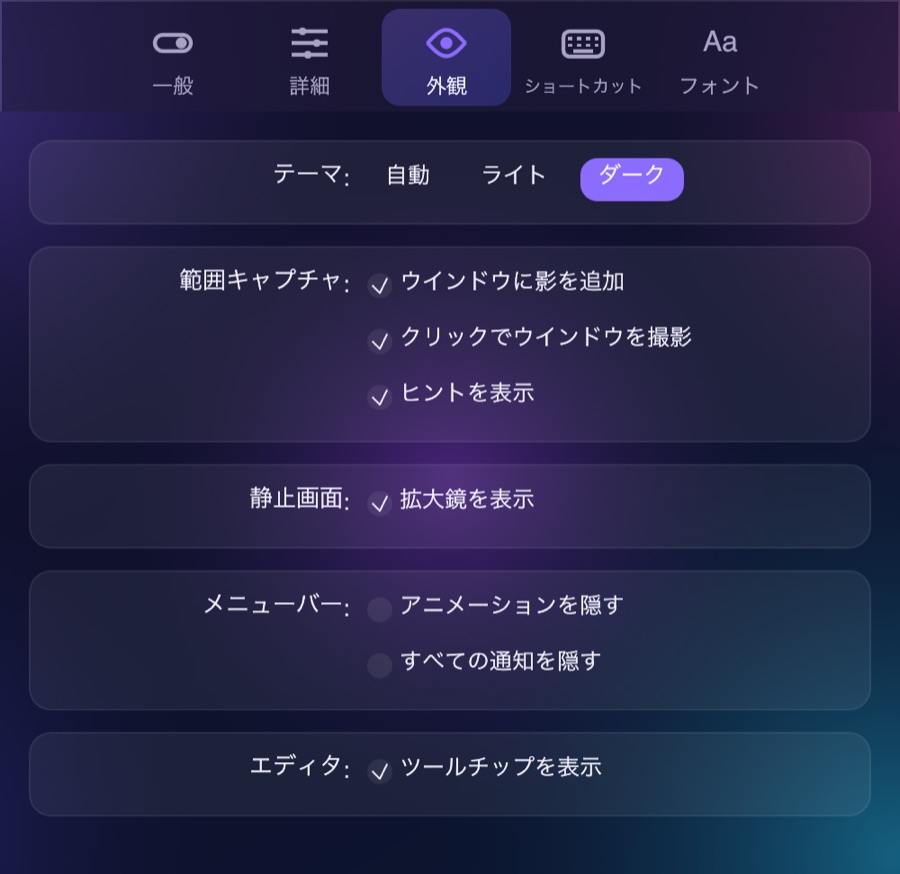 Aa
一般
詳細
外観
ショートカット
フォント
テーマ: 自動 ライト ダーク
範囲キャプチャ: ウインドウに影を追加
クリックでウインドウを撮影
ヒントを表示
静止画面: 拡大鏡を表示
メニューバー: アニメーションを隠す
すべての通知を隠す
エディタ: ツールチップを表示